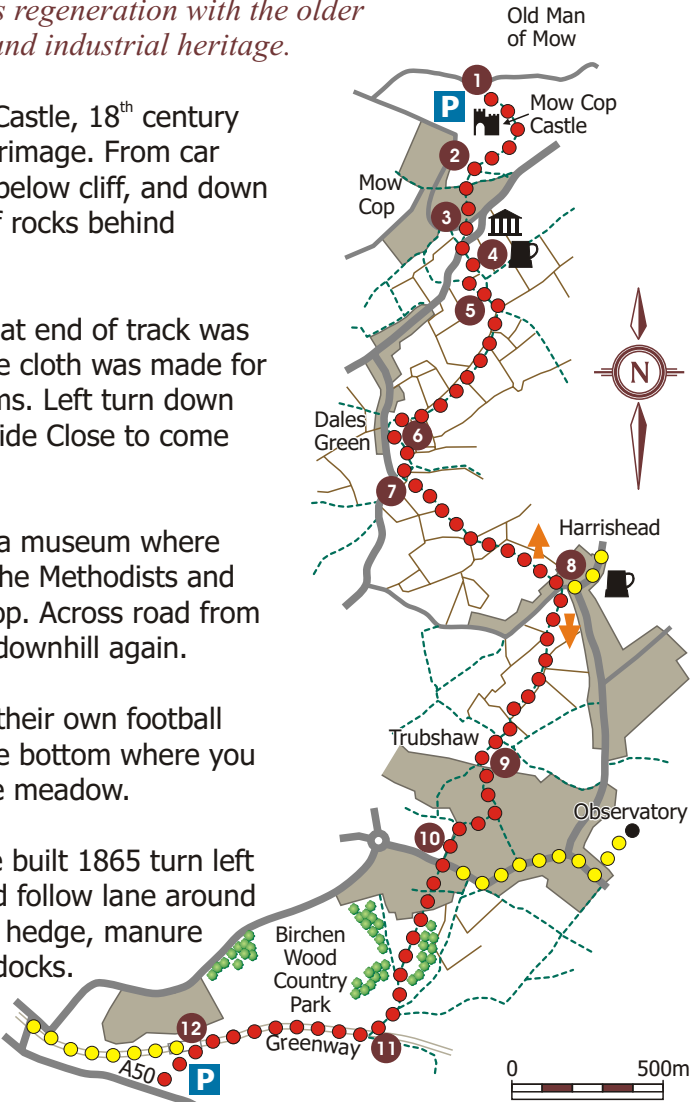 s regeneration with the older
and industrial heritage.
Castle, 18th century
rimage. From car
below cliff, and down
f rocks behind
at end of track was
e cloth was made for
ns. Left turn down
ide Close to come
a museum where
he Methodists and
op. Across road from
downhill again.
their own football
e bottom where you
e meadow.
e built 1865 turn left
d follow lane around
hedge, manure
docks.
Old Man
of Mow
1
P
Mow Cop
Castle
2
Mow
Cop
3
4
5
N
Dales
Green
6
7
Harrishead
8
Trubshaw
9
Observatory
10
Birchen
Wood
Country
Park
12
Greenway
11
A50
P
0 500m